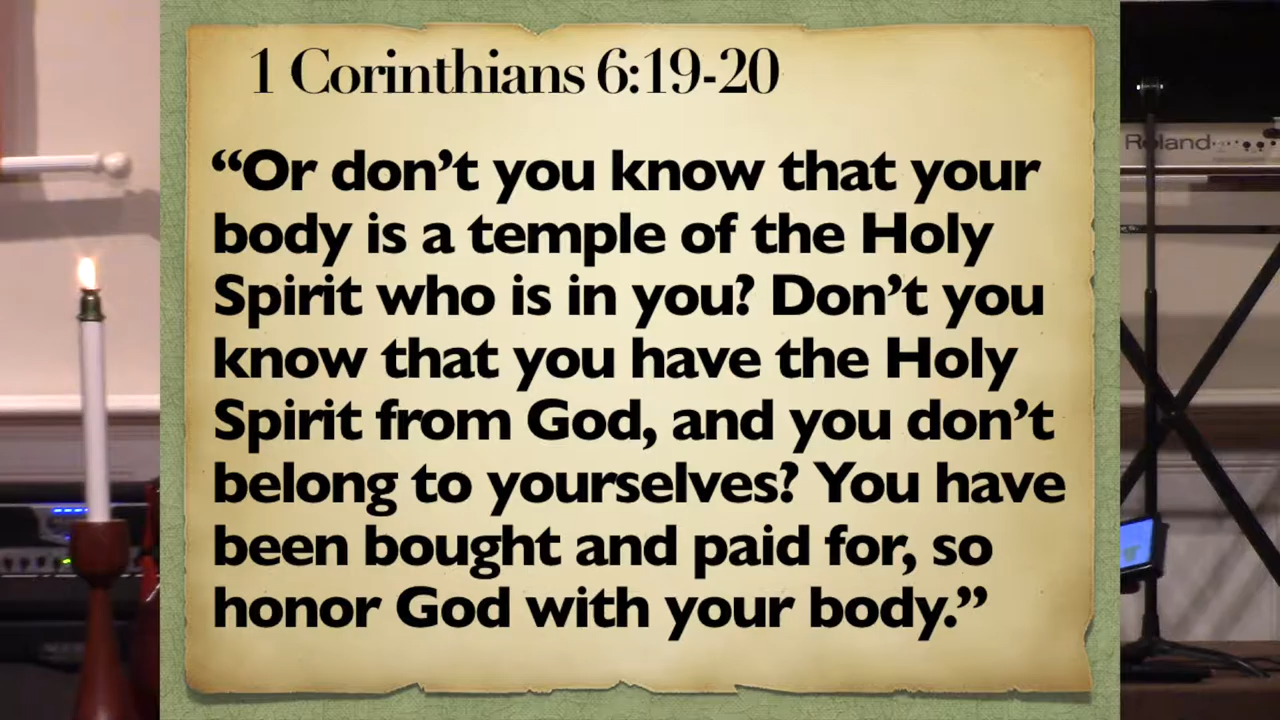 1 Corinthians 6:19-20
“Or don’t you know that your
body is a temple of the Holy
Spirit who is in you? Don’t you
know that you have the Holy
Spirit from God, and you don’t
belong to yourselves? You have
been bought and paid for, so
honor God with your body.”
Roland